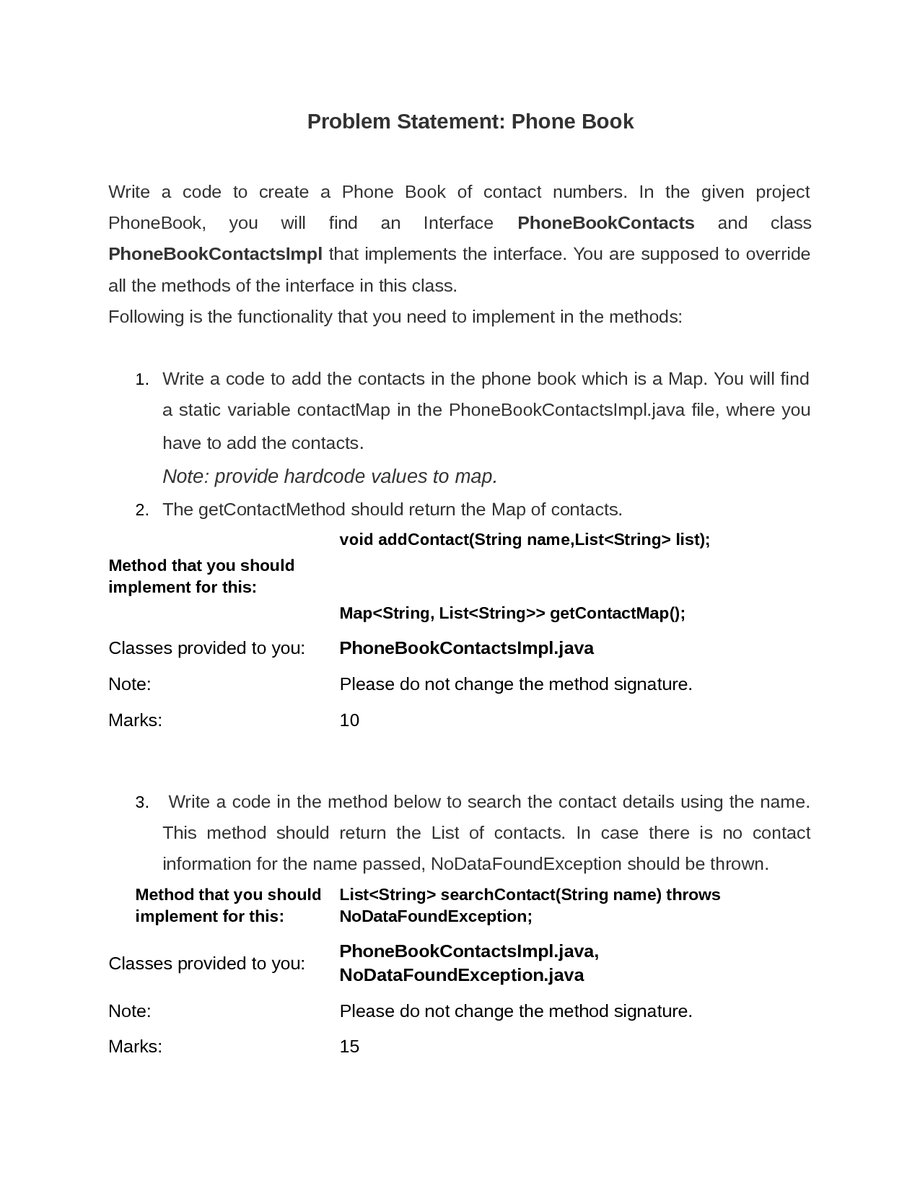 Problem Statement: Phone Book
Write a code to create a Phone Book of contact numbers. In the given project
PhoneBook, you will find an Interface PhoneBookContacts and class
PhoneBookContactsImpl that implements the interface. You are supposed to override
all the methods of the interface in this class.
Following is the functionality that you need to implement in the methods:
1. Write a code to add the contacts in the phone book which is a Map. You will find
a static variable contactMap in the PhoneBookContactsImpl.java file, where you
have to add the contacts.
Note: provide hardcode values to map.
2. The getContactMethod should return the Map of contacts.
void addContact(String name,List<String> list);
Method that you should
implement for this:
Map<String, List<String>> getContactMap();
Classes provided to you: PhoneBookContactsImpl.java
Note: Please do not change the method signature.
Marks: 10
3. Write a code in the method below to search the contact details using the name.
This method should return the List of contacts. In case there is no contact
information for the name passed, NoDataFoundException should be thrown.
Method that you should List<String> searchContact(String name) throws
implement for this: NoDataFoundException;
PhoneBookContactsImpl.java,
Classes provided to you:
NoDataFoundException.java
Note: Please do not change the method signature.
Marks: 15